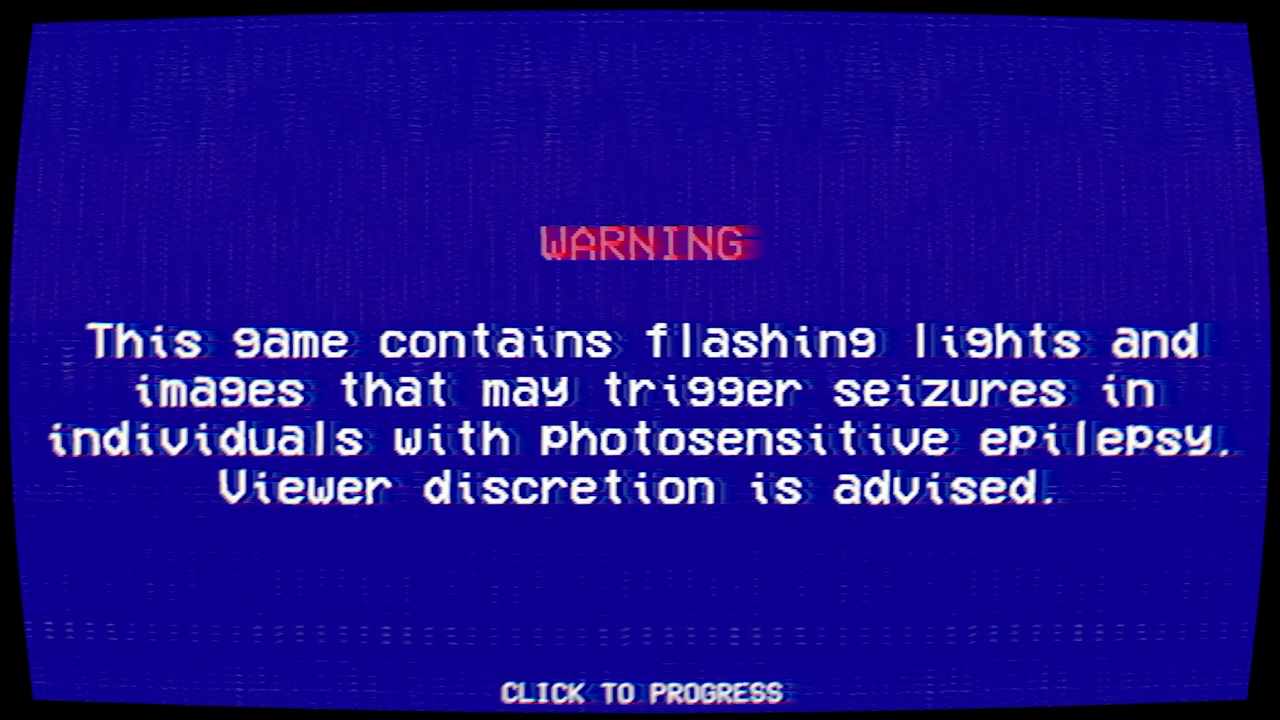 WARNING
This game contains flashing lights and
images that may trigger seizures in
individuals with photosensitive epilepsy.
Viewer discretion is advised.
CLICK TO PROGRESS